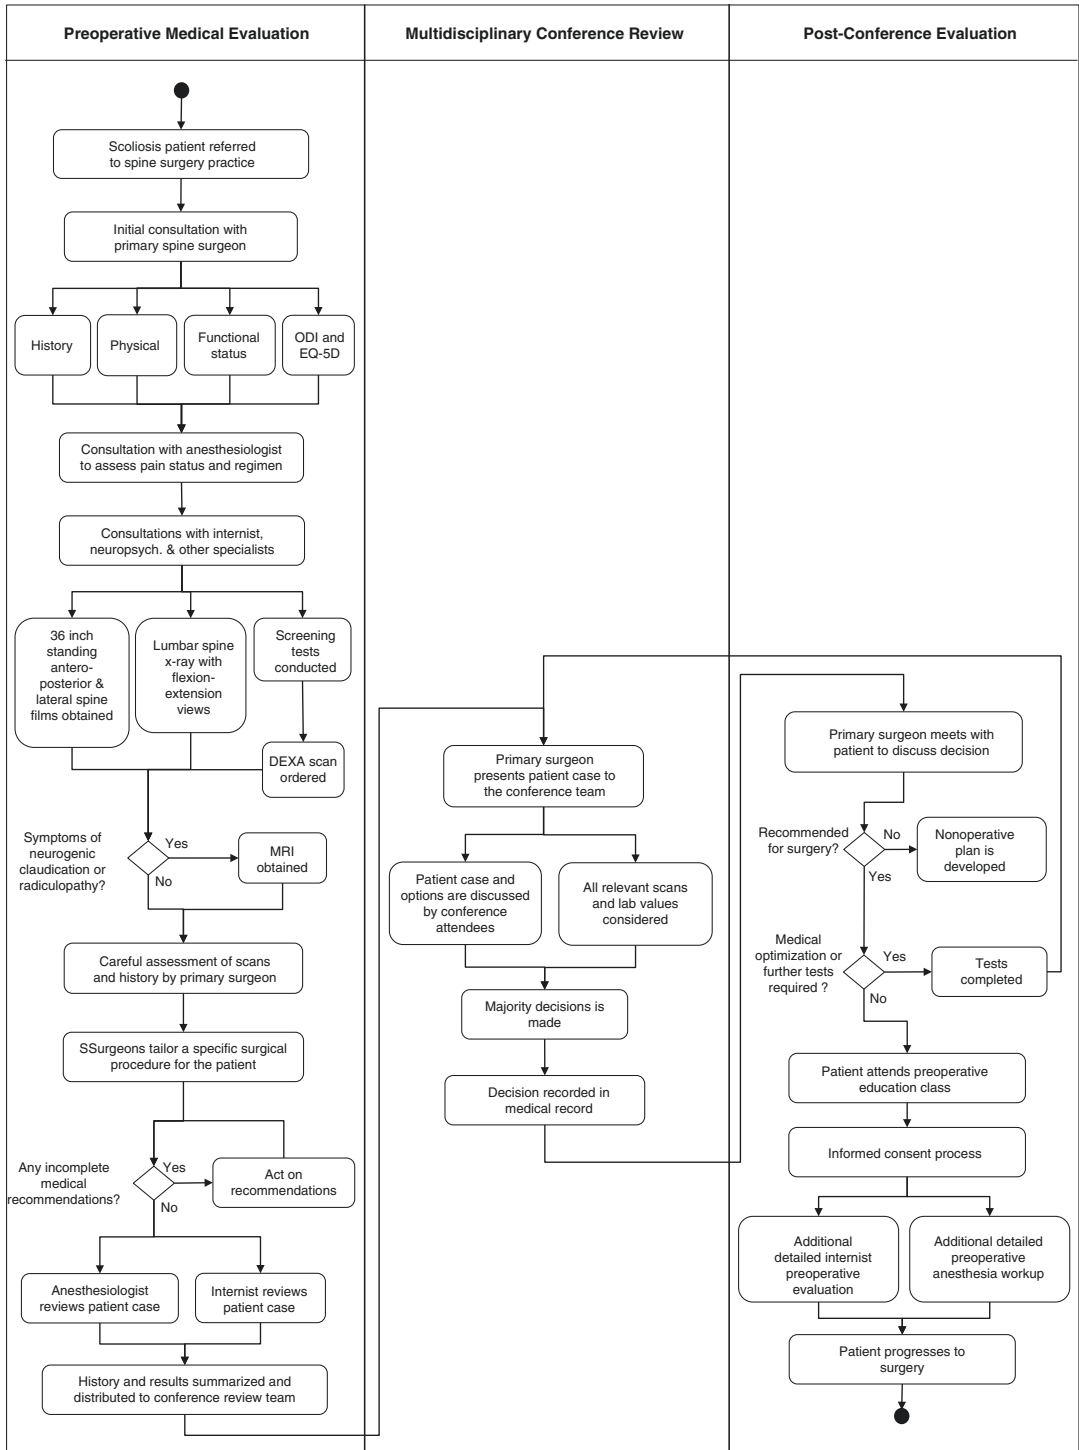 Preoperative Medical Evaluation
Multidisciplinary Conference Review
Post-Conference Evaluation
Scoliosis patient referred
to spine surgery practice
Initial consultation with
primary spine surgeon
History
Physical
Functional
status
ODI and
EQ-5D
Consultation with anesthesiologist
to assess pain status and regimen
Consultations with internist,
neuropsych. & other specialists
36 inch
standing
antero-
posterior &
lateral spine
films obtained
Lumbar spine
x-ray with
flexion-
extension
views
Screening
tests
conducted
DEXA scan
ordered
Symptoms of
neurogenic
claudication or
radiculopathy?
Yes
No
MRI
obtained
Careful assessment of scans
and history by primary surgeon
SSurgeons tailor a specific surgical
procedure for the patient
Any incomplete
medical
recommendations?
Yes
No
Act on
recommendations
Anesthesiologist
reviews patient case
Internist reviews
patient case
History and results summarized and
distributed to conference review team
Primary surgeon
presents patient case to
the conference team
Patient case and
options are discussed
by conference
attendees
All relevant scans
and lab values
considered
Majority decisions is
made
Decision recorded in
medical record
Primary surgeon meets with
patient to discuss decision
Recommended
for surgery?
No
Yes
Nonoperative
plan is
developed
Medical
optimization or
further tests
required ?
Yes
No
Tests
completed
Patient attends preoperative
education class
Informed consent process
Additional
detailed internist
preoperative
evaluation
Additional detailed
preoperative
anesthesia workup
Patient progresses to
surgery